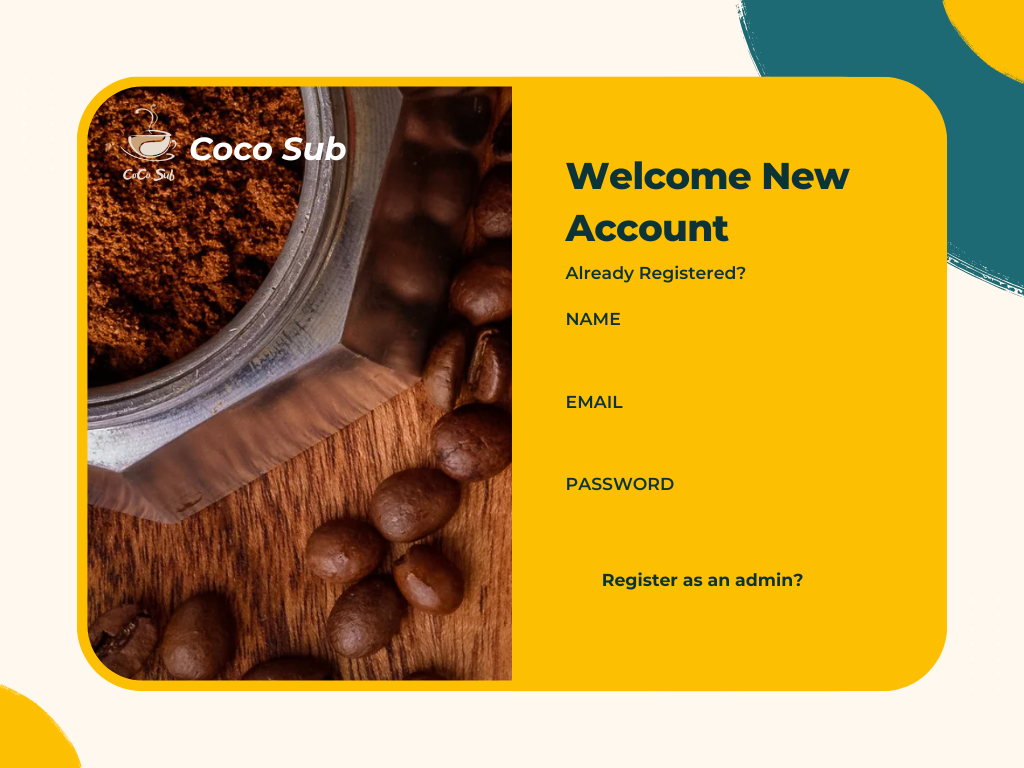 CoCo Sub
Coco Sub
Welcome New
Account
Already Registered?
NAME
EMAIL
PASSWORD
Register as an admin?